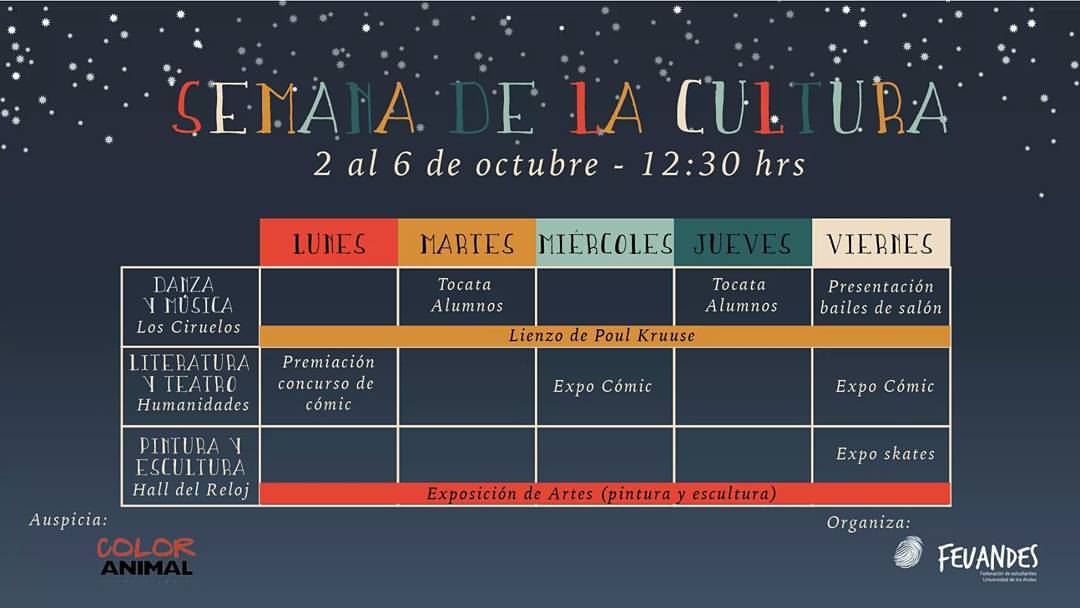 SEMANA DE LA CULTURA
2 al 6 de octubre - 12:30 hrs
LUNES
MARTES
MIÉRCOLES
JUEVES
VIERNES
DANZA
Y MÚSICA
Los Ciruelos
Tocata
Alumnos
Tocata
Alumnos
Presentación
bailes de salón
Lienzo de Poul Kruuse
LITERATURA
Y TEATRO
Humanidades
Premiación
concurso de
cómic
Expo Cómic
Expo Cómic
PINTURA Y
ESCULTURA
Hall del Reloj
Expo skates
Exposición de Artes (pintura y escultura)
Auspicia:
COLOR
ANIMAL
Organiza:
FEUANDES
Federación de estudiantes
Universidad de los Andes